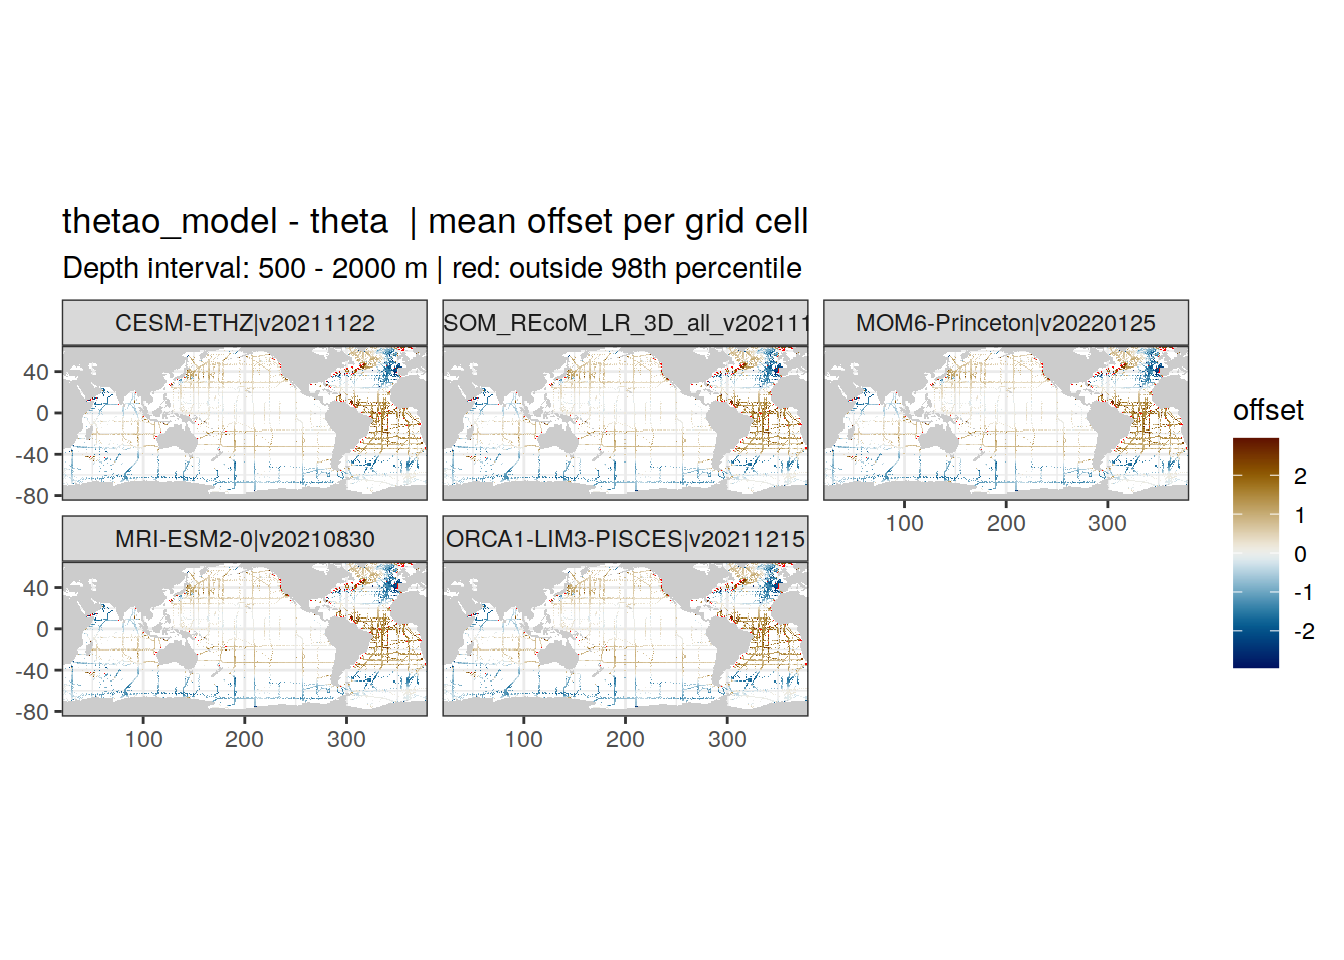 thetao_model - theta | mean offset per grid cell
Depth interval: 500 - 2000 m | red: outside 98th percentile
CESM-ETHZ|v20211122
SOM_REcoM_LR_3D_all_v202111
MOM6-Princeton|v20220125
40
0
-40
-80
100 200 300
MRI-ESM2-0|v20210830
ORCA1-LIM3-PISCES|v20211215
40
0
-40
-80
100 200 300
100 200 300
offset
2
1
0
-1
-2